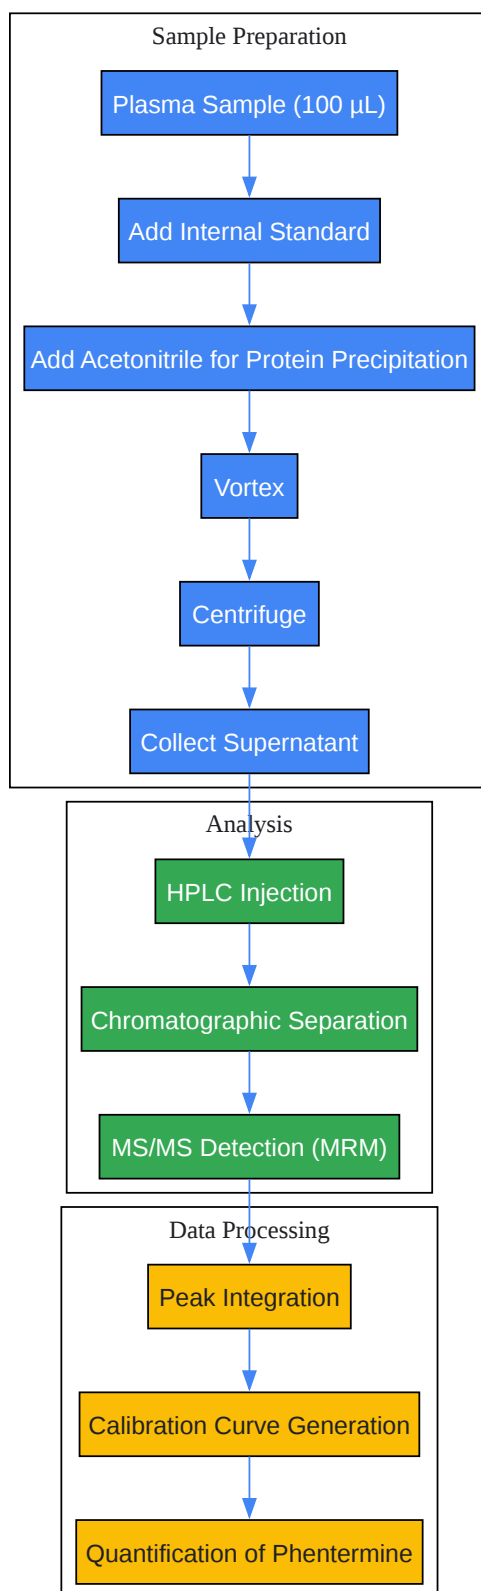 Sample Preparation
Plasma Sample (100 µL)
Add Internal Standard
Add Acetonitrile for Protein Precipitation
Vortex
Centrifuge
Collect Supernatant
Analysis
HPLC Injection
Chromatographic Separation
MS/MS Detection (MRM)
Data Processing
Peak Integration
Calibration Curve Generation
Quantification of Phentermine